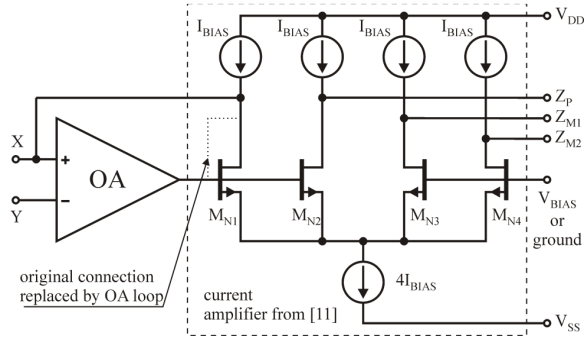 I_BIAS I_BIAS I_BIAS I_BIAS
V_DD
Z_P
Z_M1
Z_M2
X
+
OA
Y
−
M_N1 M_N2 M_N3 M_N4
V_BIAS
or
ground
original connection
replaced by OA loop
current
amplifier from [11]
4I_BIAS
V_SS